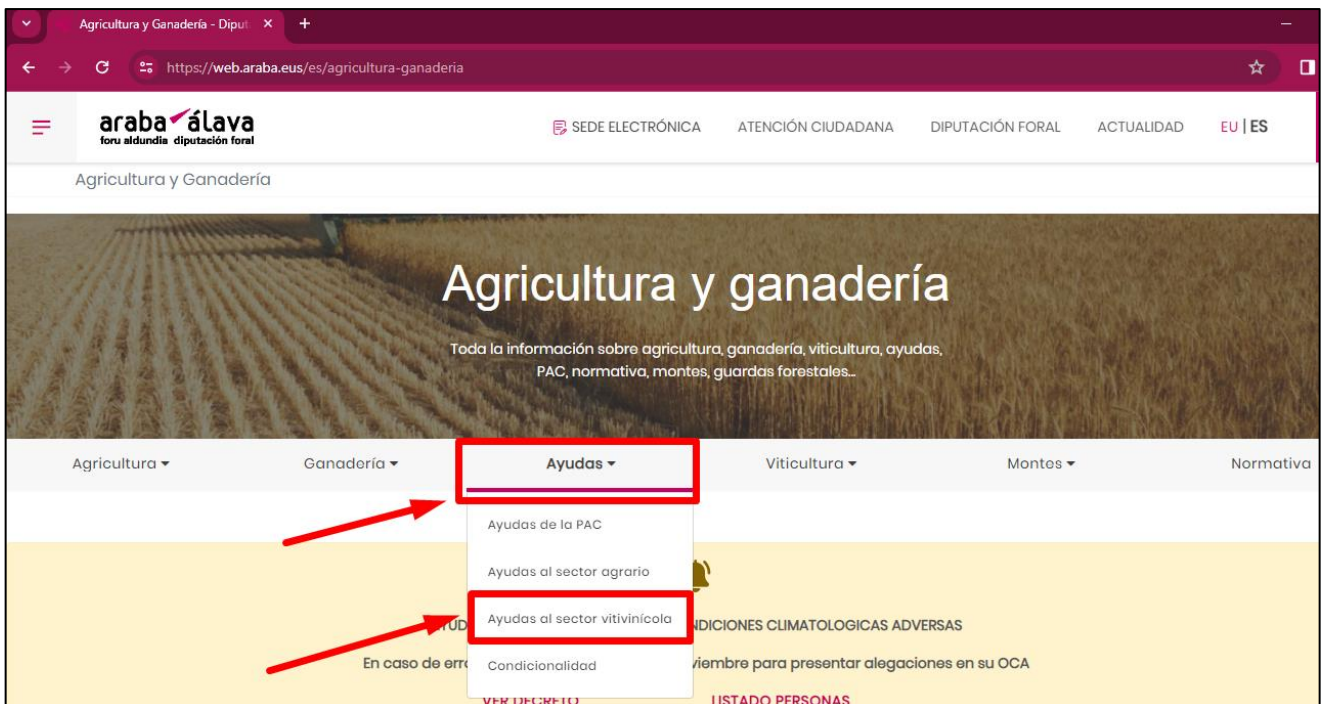 Agricultura y Ganadería - Diput
https://web.araba.eus/es/agricultura-ganaderia
araba álava
foru aldundia diputación foral
SEDE ELECTRÓNICA
ATENCIÓN CIUDADANA
DIPUTACIÓN FORAL
ACTUALIDAD
EU | ES
Agricultura y Ganadería
Agricultura y ganadería
Toda la información sobre agricultura, ganadería, viticultura, ayudas,
PAC, normativa, montes, guardas forestales...
Agricultura
Ganadería
Ayudas
Viticultura
Montes
Normativa
Ayudas de la PAC
Ayudas al sector agrario
Ayudas al sector vitivinícola
Condicionalidad
CLIMATOLOGICAS ADVERSAS
En caso de
para presentar alegaciones en su OCA
VER DECRETO
LISTADO PERSONAS